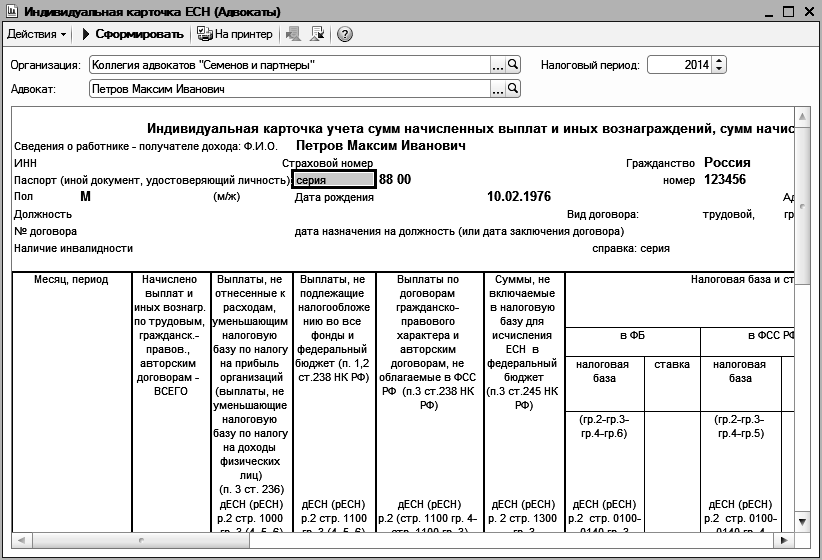 Индивидуальная карточка ЕСН (Адвокаты)
Действия Сформировать На принтер ?
Организация: Коллегия адвокатов "Семенов и партнеры" ... Налоговый период: 2014
Адвокат: Петров Максим Иванович ...
Индивидуальная карточка учета сумм начисленных выплат и иных вознаграждений, сумм начис
Сведения о работнике - получателе дохода: Ф.И.О. Петров Максим Иванович
ИНН Страховой номер Гражданство Россия
Паспорт (иной документ, удостоверяющий личность): серия 88 00 номер 123456
Пол М (м/ж) Дата рождения 10.02.1976 Ад
Должность Вид договора: трудовой, гр
№ договора дата назначения на должность (или дата заключения договора)
Наличие инвалидности справка: серия
Месяц, период
Начислено
выплат и
иных вознагр.
по трудовым,
гражданск.-
правов.,
авторским
договорам -
ВСЕГО
Выплаты, не
отнесенные к
расходам,
уменьшающим
налоговую
базу по налогу
на прибыль
организаций
(выплаты, не
уменьшающие
налоговую
базу по налогу
на доходы
физических
лиц)
(п. 3 ст. 236)
дЕСН (рЕСН)
р.2 стр. 1000
гр. 3 (4, 5, 6)
Выплаты, не
подлежащие
налогообложе
нию во все
фонды и
федеральный
бюджет (п. 1,2
ст.238 НК РФ)
дЕСН (рЕСН)
р.2 стр. 1100
гр. 3 (4, 5, 6)
Выплаты по
договорам
гражданско-
правового
характера и
авторским
договорам, не
облагаемые в ФСС
РФ (п.3 ст.238 НК
РФ)
дЕСН (рЕСН)
р.2 (стр. 1100 гр. 4-
стр. 1100 гр. 3)
Суммы, не
включаемые
в налоговую
базу для
исчисления
ЕСН в
федеральный
бюджет
(п.3 ст.245 НК
РФ)
дЕСН (рЕСН)
р. 2 стр. 1300
гр. 3
Налоговая база и ст
в ФБ в ФСС РФ
налоговая
база
ставка
налоговая
база
(гр.2-гр.3-
гр.4-гр.6)
(гр.2-гр.3-
гр.4-гр.5)
дЕСН (рЕСН)
р.2 стр. 0100-
0140 гр. 3
дЕСН (рЕСН)
р.2 стр. 0100-
0140 гр. 4